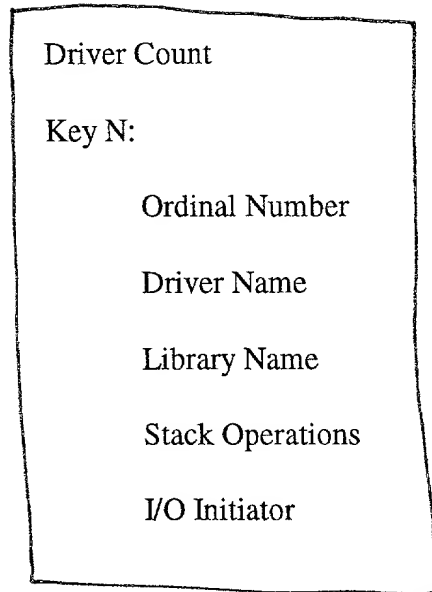 Driver Count
Key N:
Ordinal Number
Driver Name
Library Name
Stack Operations
I/O Initiator